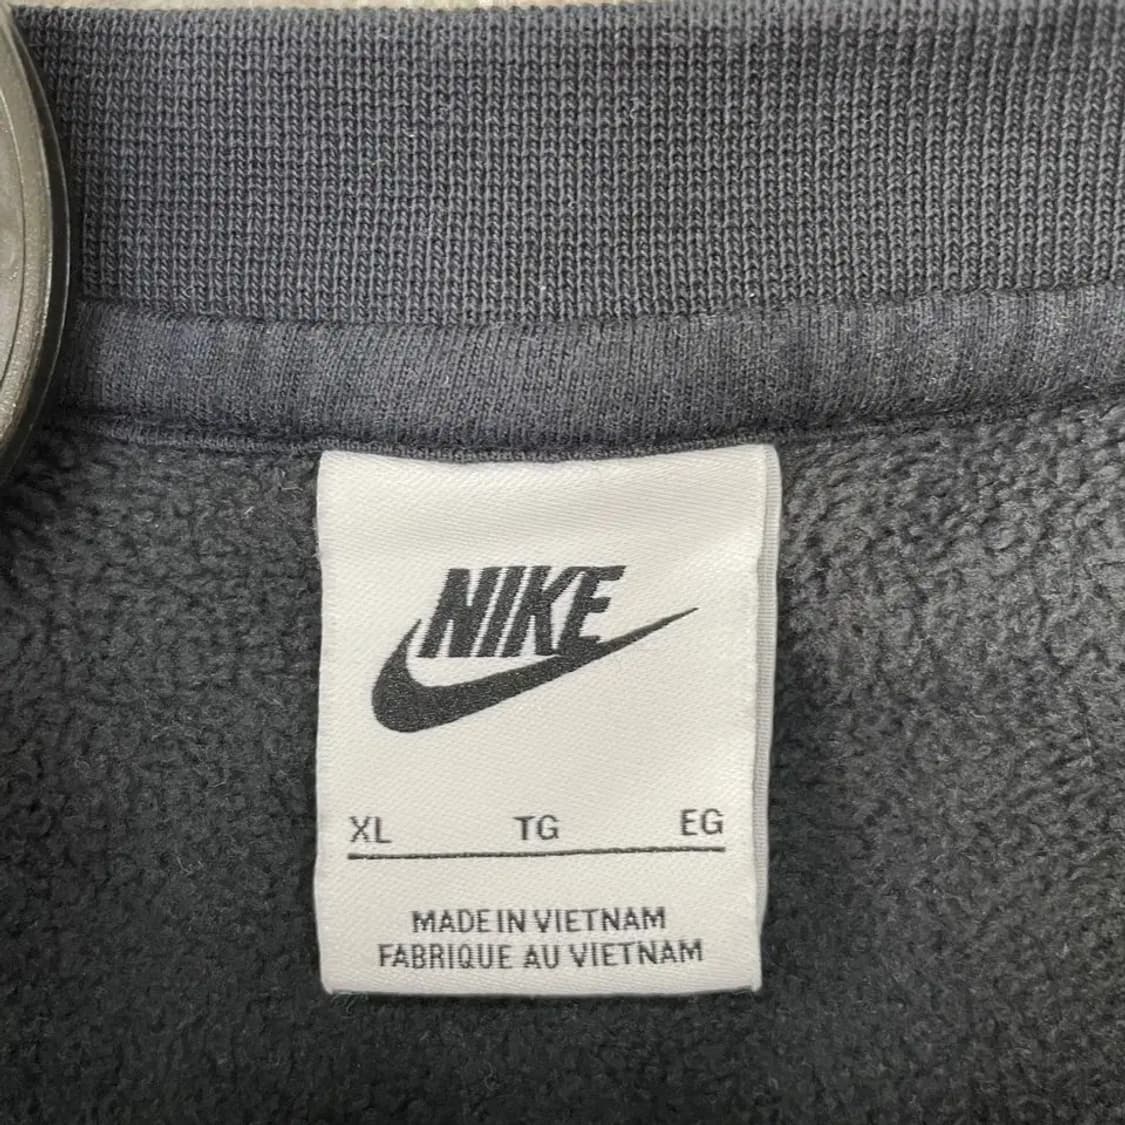 NIKE
XL TG EG
MADE IN VIETNAM
FABRIQUE AU VIETNAM